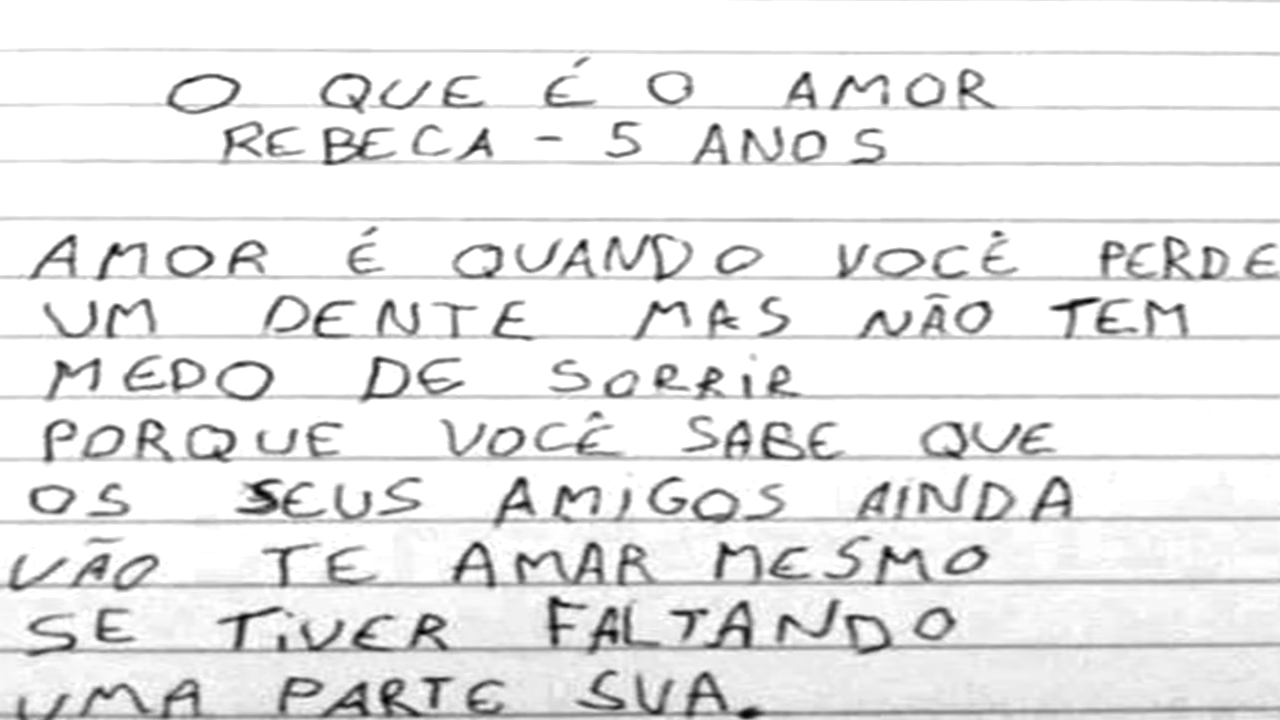 O QUE É O AMOR
REBECA - 5 ANOS
AMOR É QUANDO VOCÊ PERDE
UM DENTE MAS NÃO TEM
MEDO DE SORRIR
PORQUE VOCÊ SABE QUE
OS SEUS AMIGOS AINDA
VÃO TE AMAR MESMO
SE TIVER FALTANDO
UMA PARTE SUA.